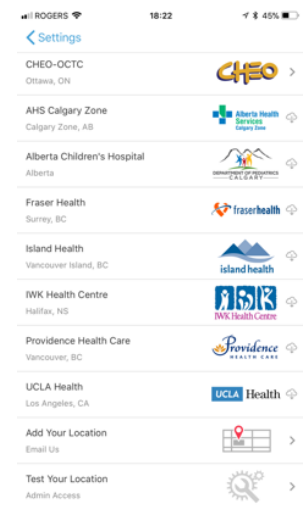 ROGERS 18:22 45%
Settings
CHEO-OCTC
Ottawa, ON
CHEO
AHS Calgary Zone
Calgary Zone, AB
Alberta Health
Services
Calgary Zone
Alberta Children's Hospital
Alberta
DEPARTMENT OF PEDIATRICS
CALGARY
Fraser Health
Surrey, BC
fraserhealth
Island Health
Vancouver Island, BC
island health
IWK Health Centre
Halifax, NS
IWK Health Centre
Providence Health Care
Vancouver, BC
Providence
HEALTH CARE
UCLA Health
Los Angeles, CA
UCLA Health
Add Your Location
Email Us
Test Your Location
Admin Access